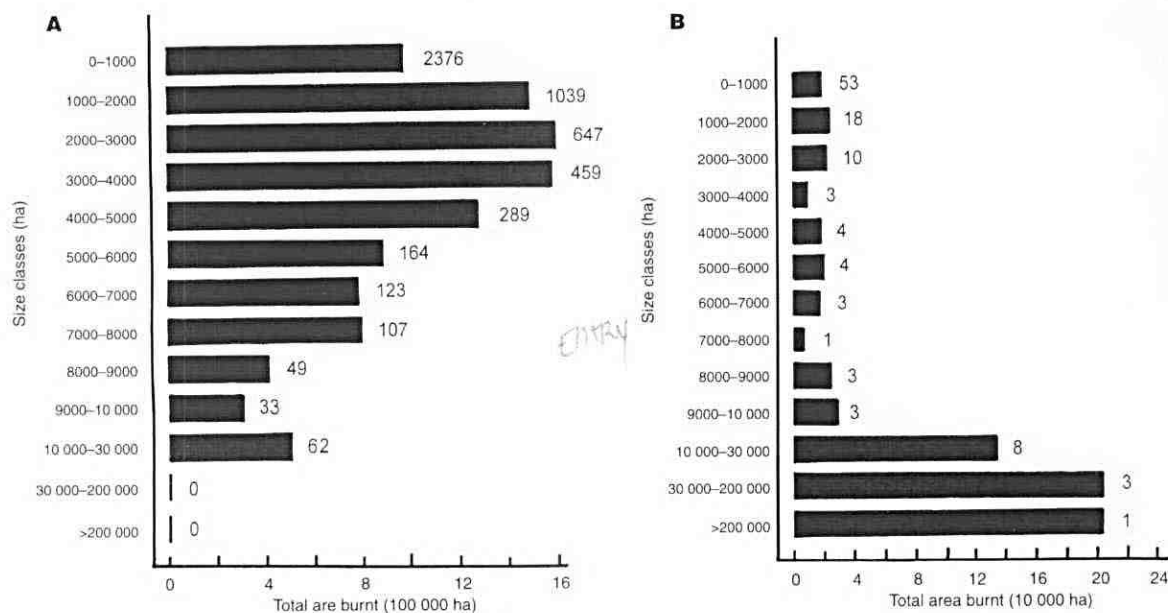 A
Size classes (ha)
0–1000 2376
1000–2000 1039
2000–3000 647
3000–4000 459
4000–5000 289
5000–6000 164
6000–7000 123
7000–8000 107
8000–9000 49
9000–10 000 33
10 000–30 000 62
30 000–200 000 0
>200 000 0
0 4 8 12 16
Total are burnt (100 000 ha)
B
Size classes (ha)
0–1000 53
1000–2000 18
2000–3000 10
3000–4000 3
4000–5000 4
5000–6000 4
6000–7000 3
7000–8000 1
8000–9000 3
9000–10 000 3
10 000–30 000 8
30 000–200 000 3
>200 000 1
0 4 8 12 16 20 24
Total area burnt (10 000 ha)